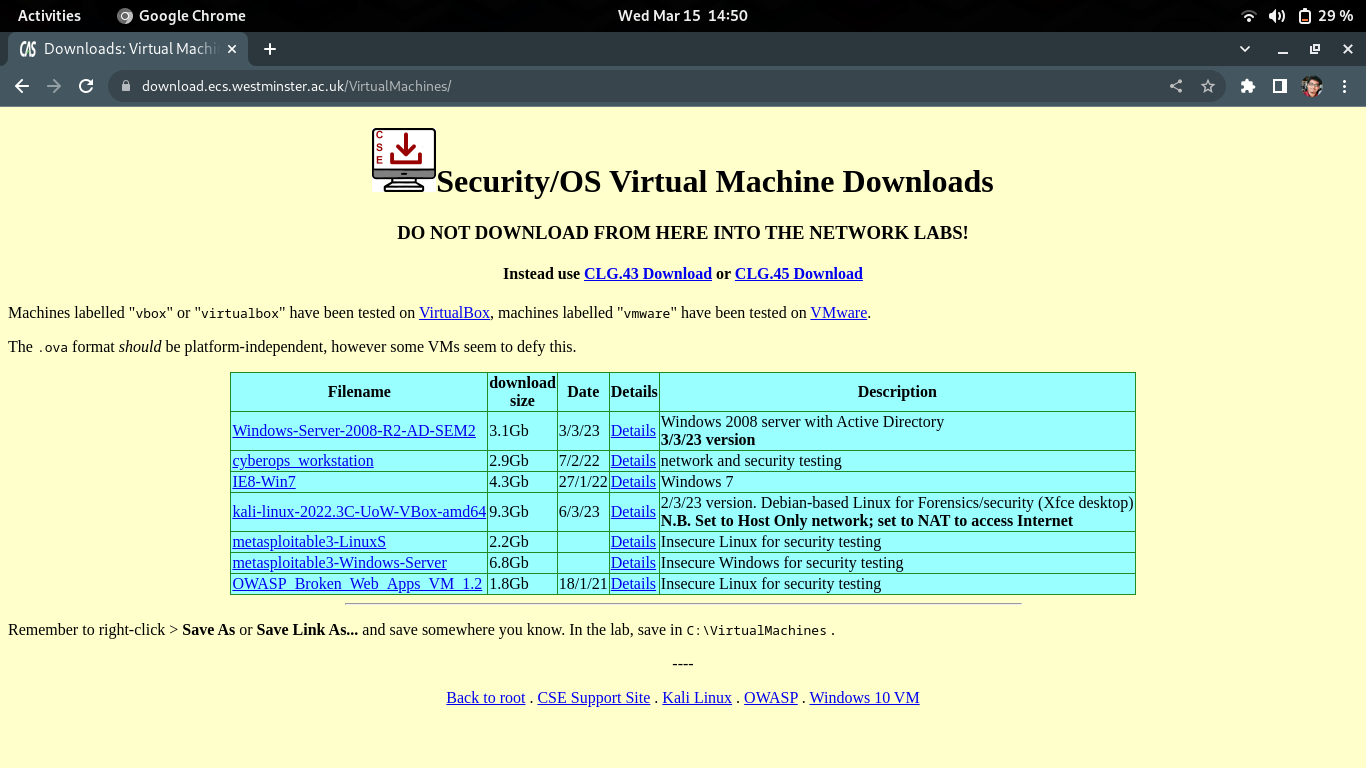 Activities Google Chrome Wed Mar 15 14:50 29 %
CAS Downloads: Virtual Machi
download.ecs.westminster.ac.uk/VirtualMachines/
C
S
E
Security/OS Virtual Machine Downloads
DO NOT DOWNLOAD FROM HERE INTO THE NETWORK LABS!
Instead use CLG.43 Download or CLG.45 Download
Machines labelled "vbox" or "virtualbox" have been tested on VirtualBox, machines labelled "vmware" have been tested on VMware.
The .ova format should be platform-independent, however some VMs seem to defy this.
Filename download size Date Details Description
Windows-Server-2008-R2-AD-SEM2 3.1Gb 3/3/23 Details Windows 2008 server with Active Directory
3/3/23 version
cyberops_workstation 2.9Gb 7/2/22 Details network and security testing
IE8-Win7 4.3Gb 27/1/22 Details Windows 7
kali-linux-2022.3C-UoW-VBox-amd64 9.3Gb 6/3/23 Details 2/3/23 version. Debian-based Linux for Forensics/security (Xfce desktop)
N.B. Set to Host Only network; set to NAT to access Internet
metasploitable3-LinuxS 2.2Gb Details Insecure Linux for security testing
metasploitable3-Windows-Server 6.8Gb Details Insecure Windows for security testing
OWASP_Broken_Web_Apps_VM_1.2 1.8Gb 18/1/21 Details Insecure Linux for security testing
Remember to right-click > Save As or Save Link As... and save somewhere you know. In the lab, save in C:\VirtualMachines .
----
Back to root . CSE Support Site . Kali Linux . OWASP . Windows 10 VM